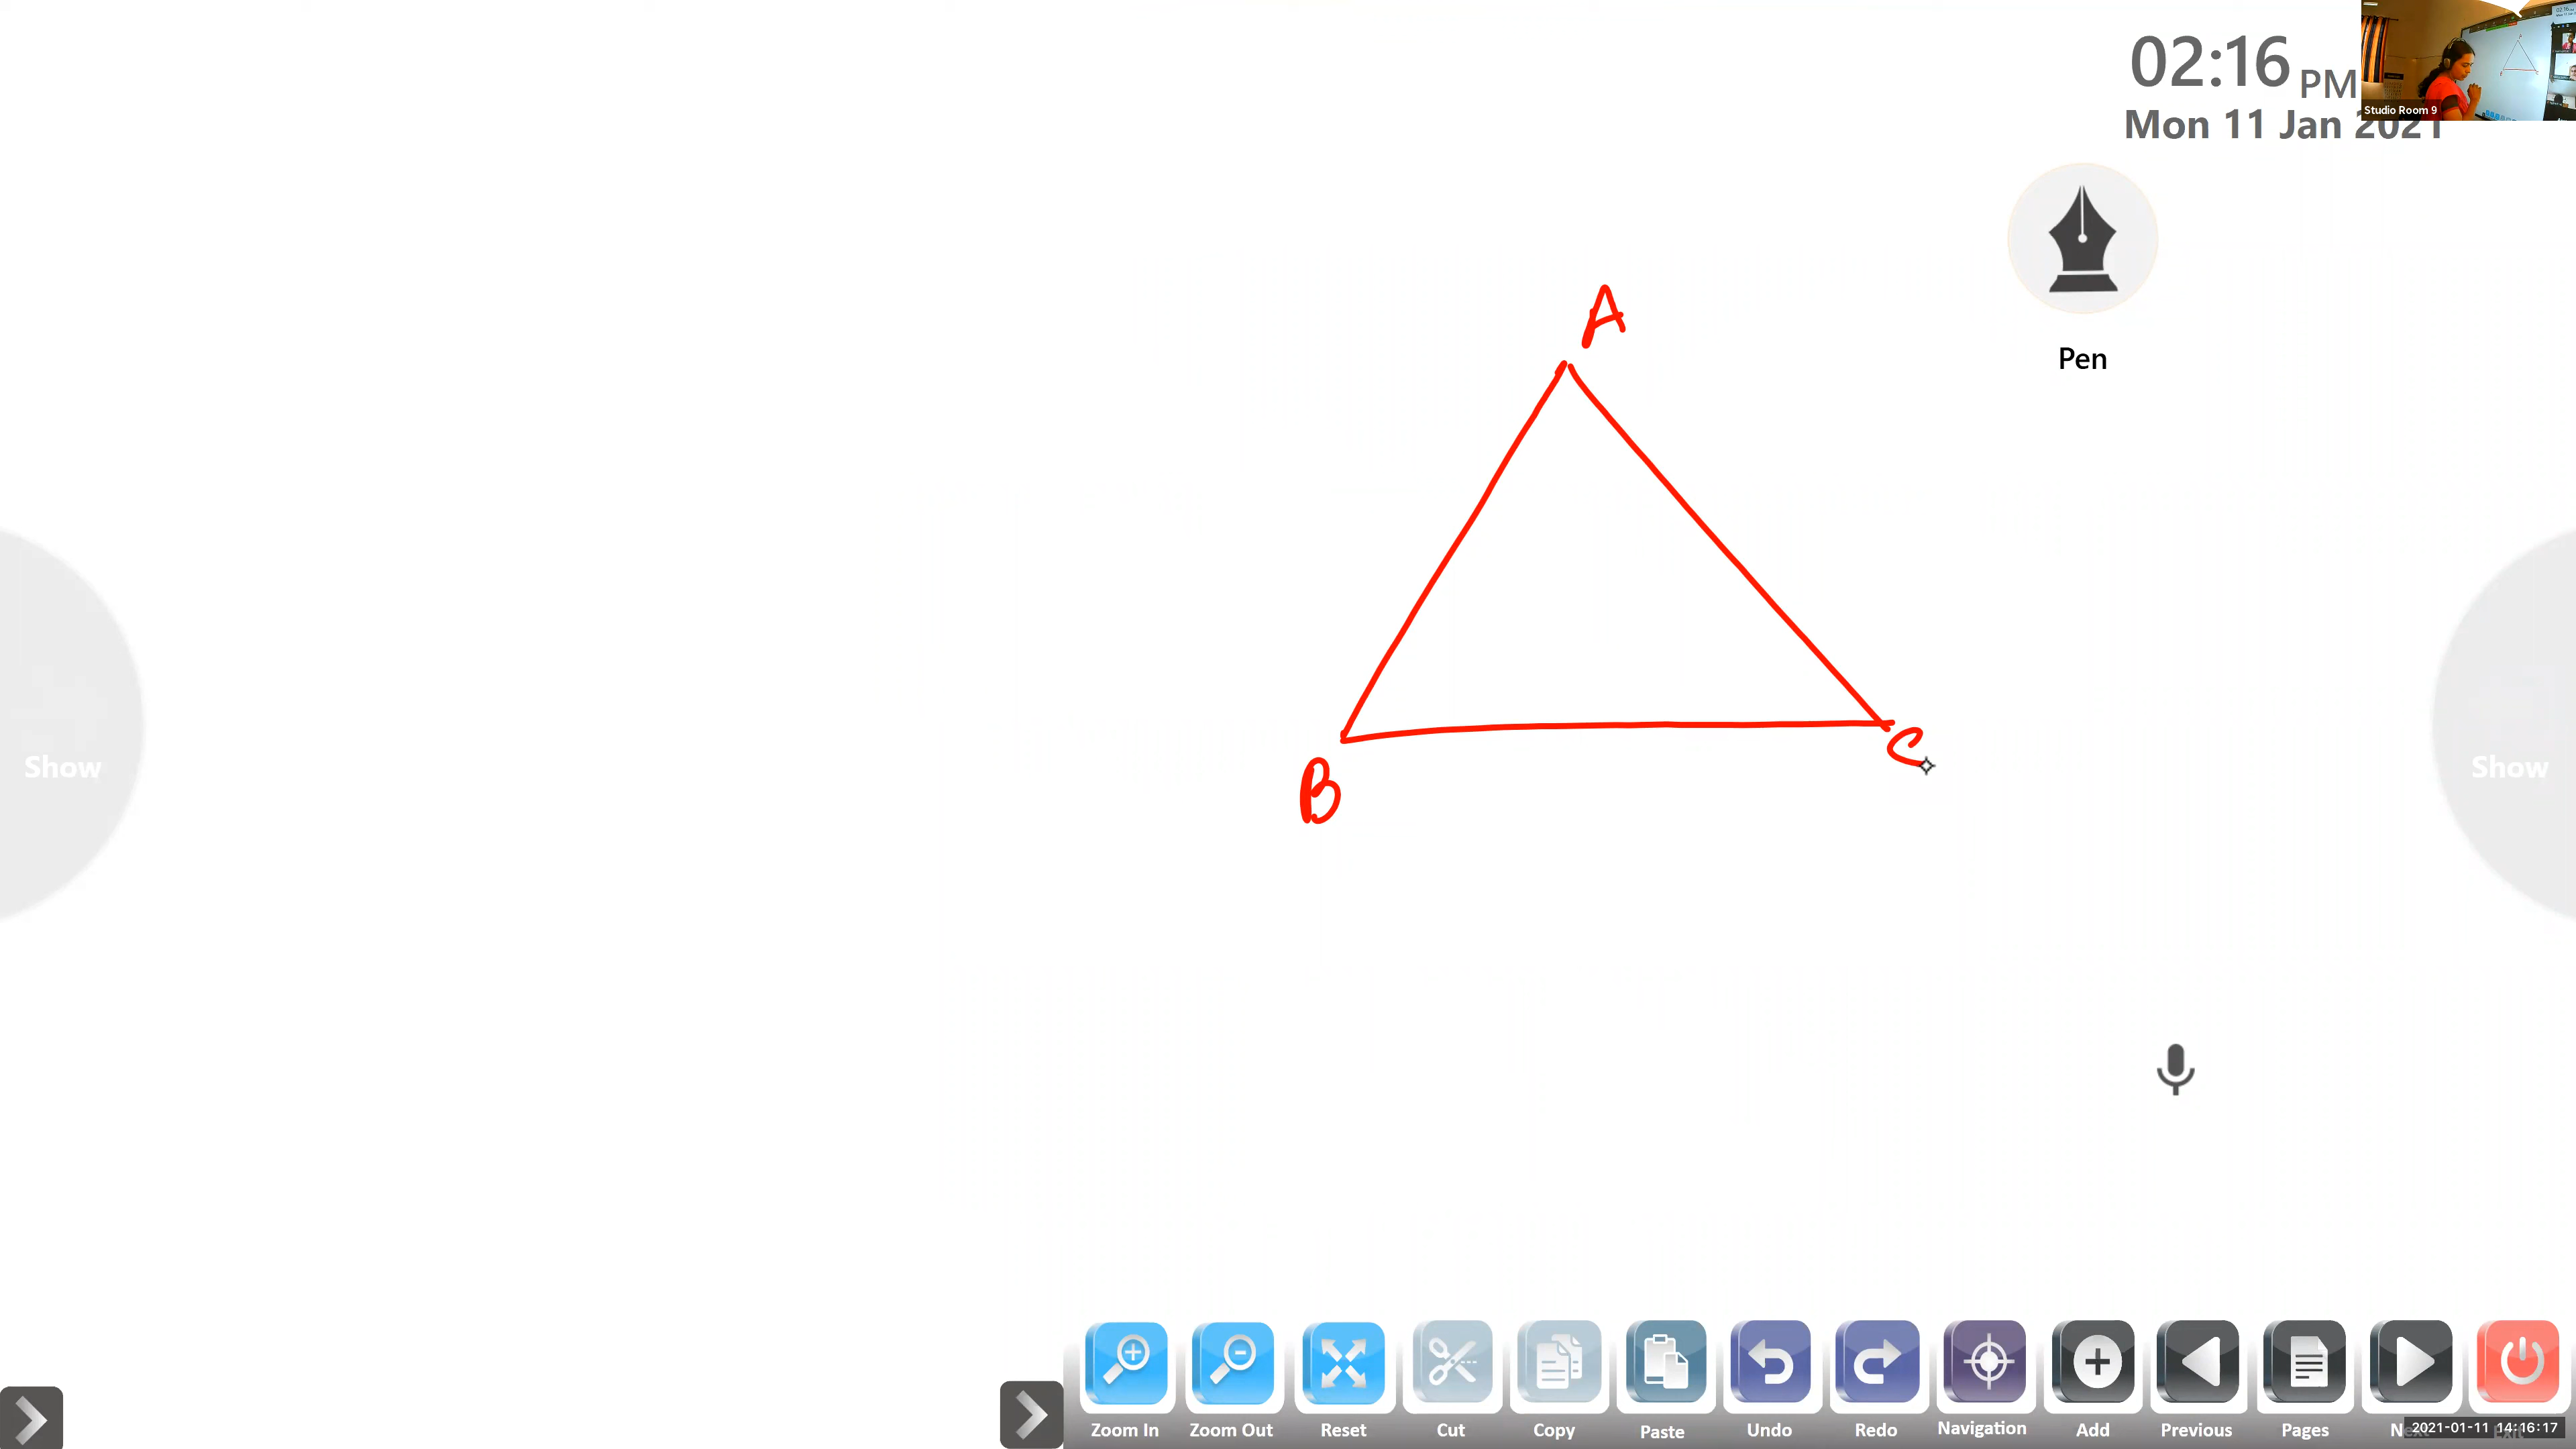 02:16 PM
Mon 11 Jan 2021
Studio Room 9
Pen
A
B
C
Show
Show
Zoom In
Zoom Out
Reset
Cut
Copy
Paste
Undo
Redo
Navigation
Add
Previous
Pages
2021-01-11 14:16:17